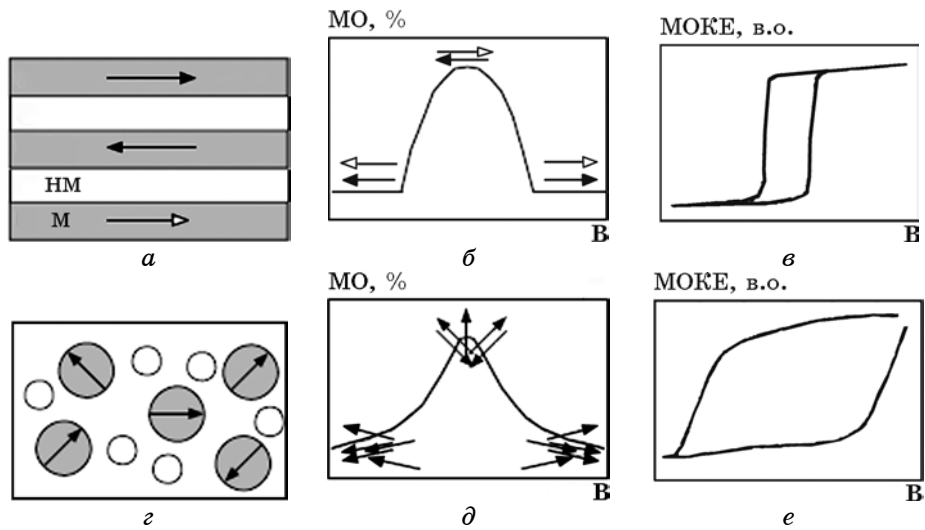 МО, %
МОКЕ, в.о.
НМ
М
В
В
а
б
в
МО, %
МОКЕ, в.о.
В
В
г
д
е